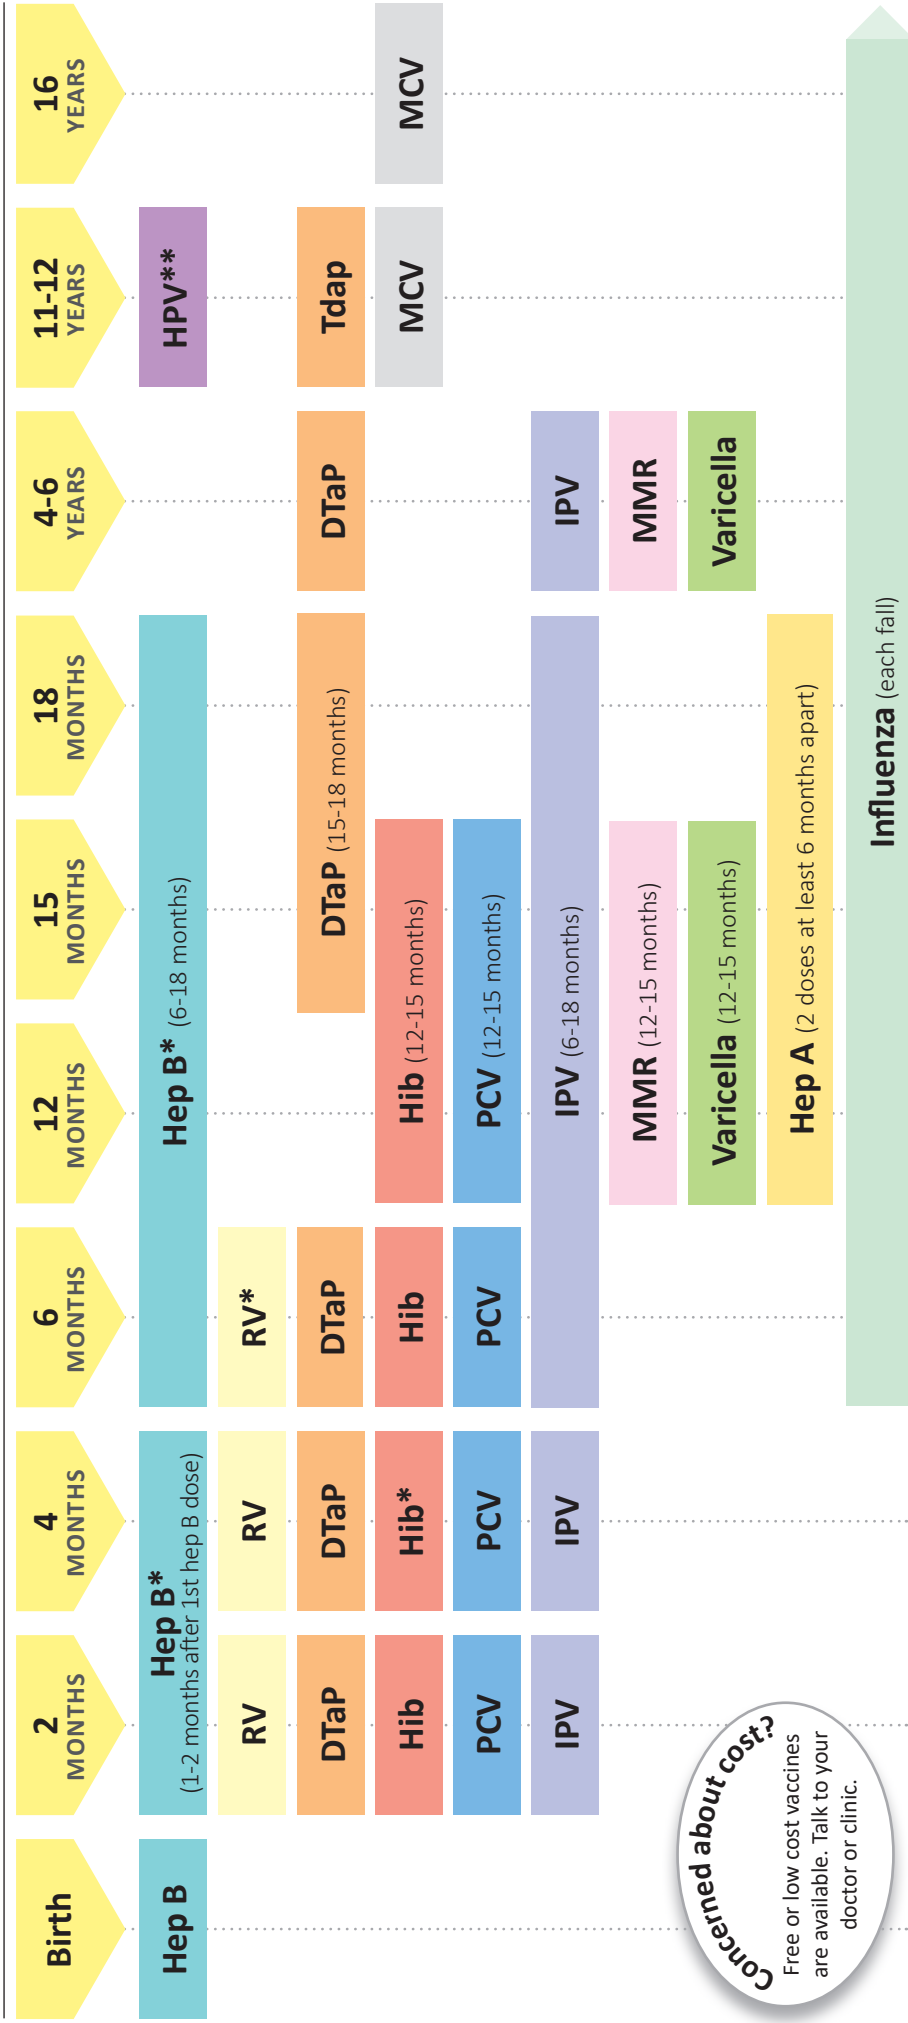 Birth
2
MONTHS
4
MONTHS
6
MONTHS
12
MONTHS
15
MONTHS
18
MONTHS
4-6
YEARS
11-12
YEARS
16
YEARS
Hep B
Hep B*
(1-2 months after 1st hep B dose)
Hep B* (6-18 months)
HPV**
RV
RV
RV*
DTaP
DTaP
DTaP
DTaP (15-18 months)
DTaP
Tdap
Hib
Hib*
Hib
Hib (12-15 months)
MCV
MCV
PCV
PCV
PCV
PCV (12-15 months)
IPV
IPV
IPV (6-18 months)
IPV
MMR (12-15 months)
MMR
Varicella (12-15 months)
Varicella
Hep A (2 doses at least 6 months apart)
Influenza (each fall)
Concerned about cost?
Free or low cost vaccines
are available. Talk to your
doctor or clinic.